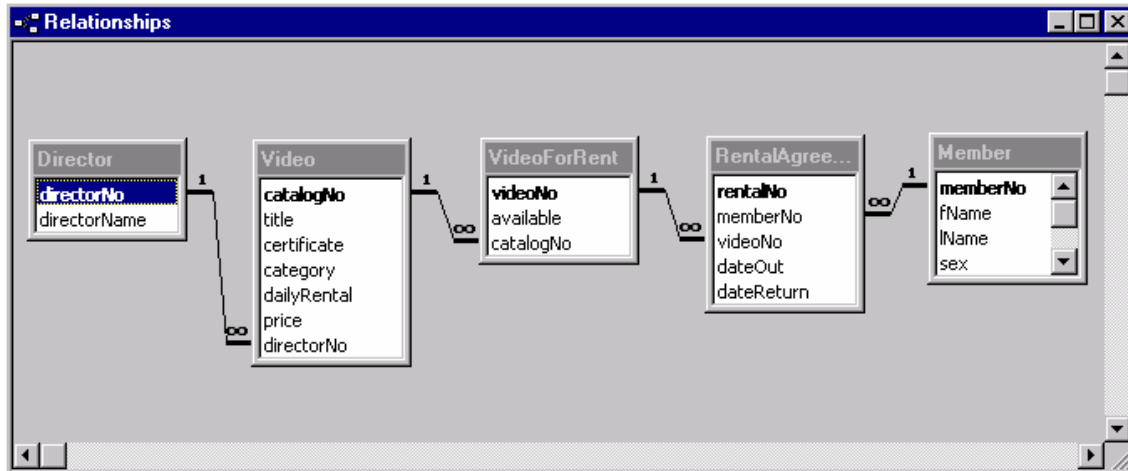 Relationships
Director
directorNo
directorName
1
∞
Video
catalogNo
title
certificate
category
dailyRental
price
directorNo
1
∞
VideoForRent
videoNo
available
catalogNo
1
∞
RentalAgree...
rentalNo
memberNo
videoNo
dateOut
dateReturn
∞
1
Member
memberNo
fName
lName
sex